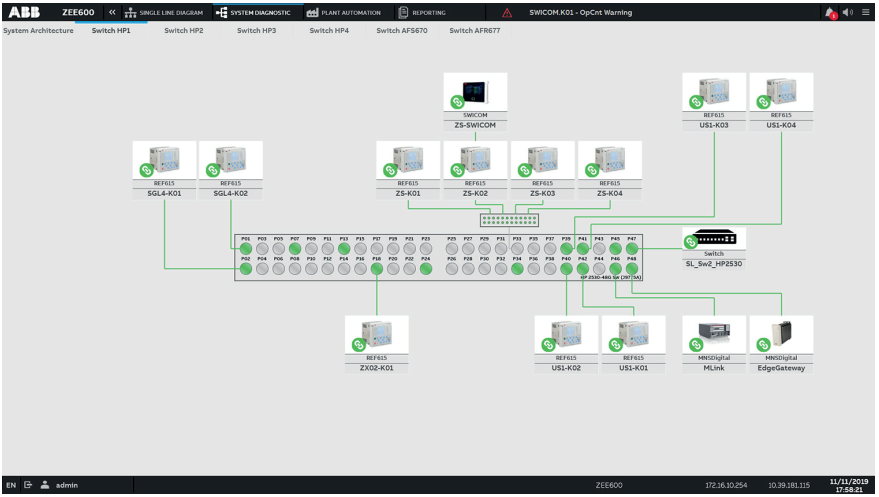 ABB ZEE600 « SINGLE LINE DIAGRAM SYSTEM DIAGNOSTIC PLANT AUTOMATION REPORTING SWICOM.K01 - OpCnt Warning
System Architecture Switch HP1 Switch HP2 Switch HP3 Switch HP4 Switch AFS670 Switch AFR677
SWICOM
ZS-SWICOM
REF615 REF615
US1-K03 US1-K04
REF615 REF615 REF615 REF615 REF615 REF615
SGL4-K01 SGL4-K02 ZS-K01 ZS-K02 ZS-K03 ZS-K04
P01 P03 P05 P07 P09 P11 P13 P15 P17 P19 P21 P23 P25 P27 P29 P31 P33 P35 P37 P39 P41 P43 P45 P47
P02 P04 P06 P08 P10 P12 P14 P16 P18 P20 P22 P24 P26 P28 P30 P32 P34 P36 P38 P40 P42 P44 P46 P48
Switch
SL_Sw2_HP2530
REF615 REF615 REF615 MNSDigital MNSDigital
ZX02-K01 US1-K02 US1-K01 MLink EdgeGateway
EN admin ZEE600 172.16.10.254 10.39.181.115 11/11/2019
17:58:21